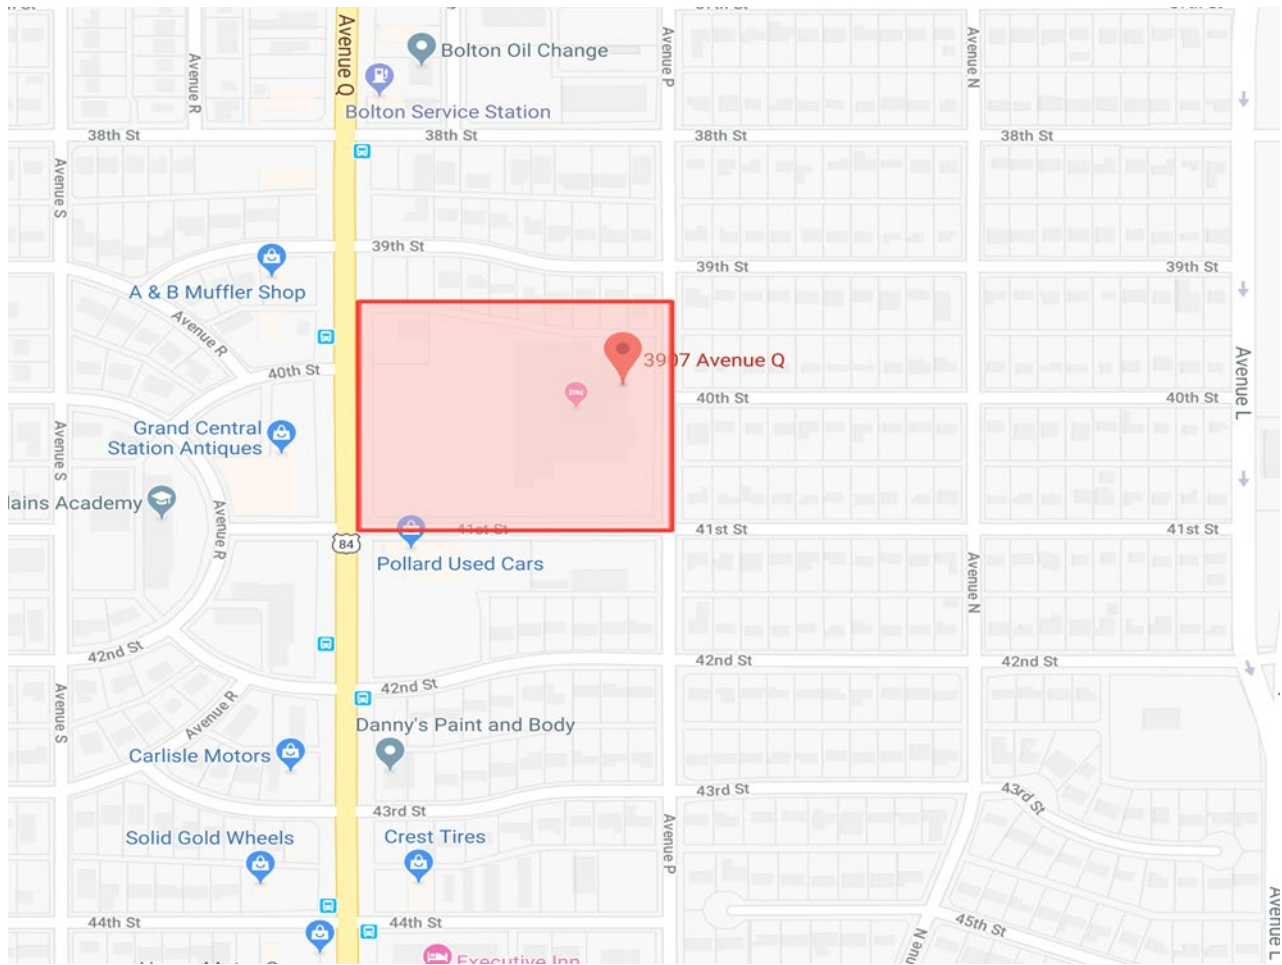 Avenue Q
Bolton Oil Change
Avenue P
Avenue N
Avenue R
Bolton Service Station
38th St
38th St
38th St
38th St
Avenue S
39th St
39th St
39th St
A & B Muffler Shop
Avenue R
3907 Avenue Q
40th St
40th St
40th St
Avenue L
Grand Central
Station Antiques
Avenue S
lains Academy
Avenue R
41st St
41st St
41st St
84
Pollard Used Cars
Avenue N
42nd St
42nd St
42nd St
42nd St
Avenue S
Avenue R
Danny's Paint and Body
Carlisle Motors
43rd St
43rd St
43rd St
Solid Gold Wheels
Crest Tires
Avenue P
44th St
44th St
45th St
Avenue L
Executive Inn